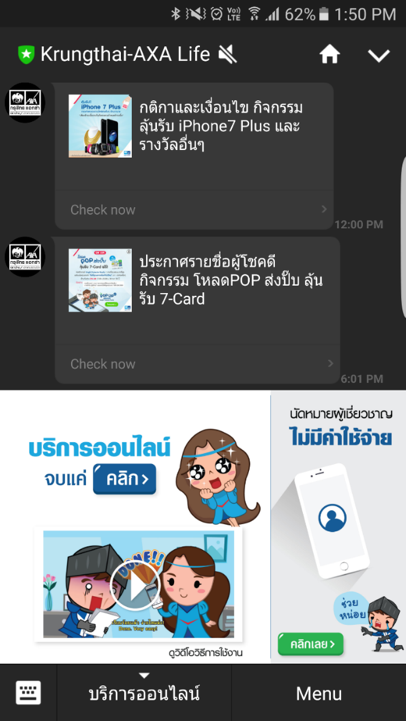 62% 1:50 PM
Krungthai-AXA Life
กติกาและเงื่อนไข กิจกรรม
ลุ้นรับ iPhone7 Plus และ
รางวัลอื่นๆ
Check now
12:00 PM
ประกาศรายชื่อผู้โชคดี
กิจกรรม โหลดPOP ส่งปั๊บ ลุ้น
รับ 7-Card
Check now
6:01 PM
บริการออนไลน์
จบแค่ คลิก
DONE!!
ดูวิดีโอวิธีการใช้งาน
นัดหมายผู้เชี่ยวชาญ
ไม่มีค่าใช้จ่าย
ช่วย
หน่อย
คลิกเลย
บริการออนไลน์ Menu